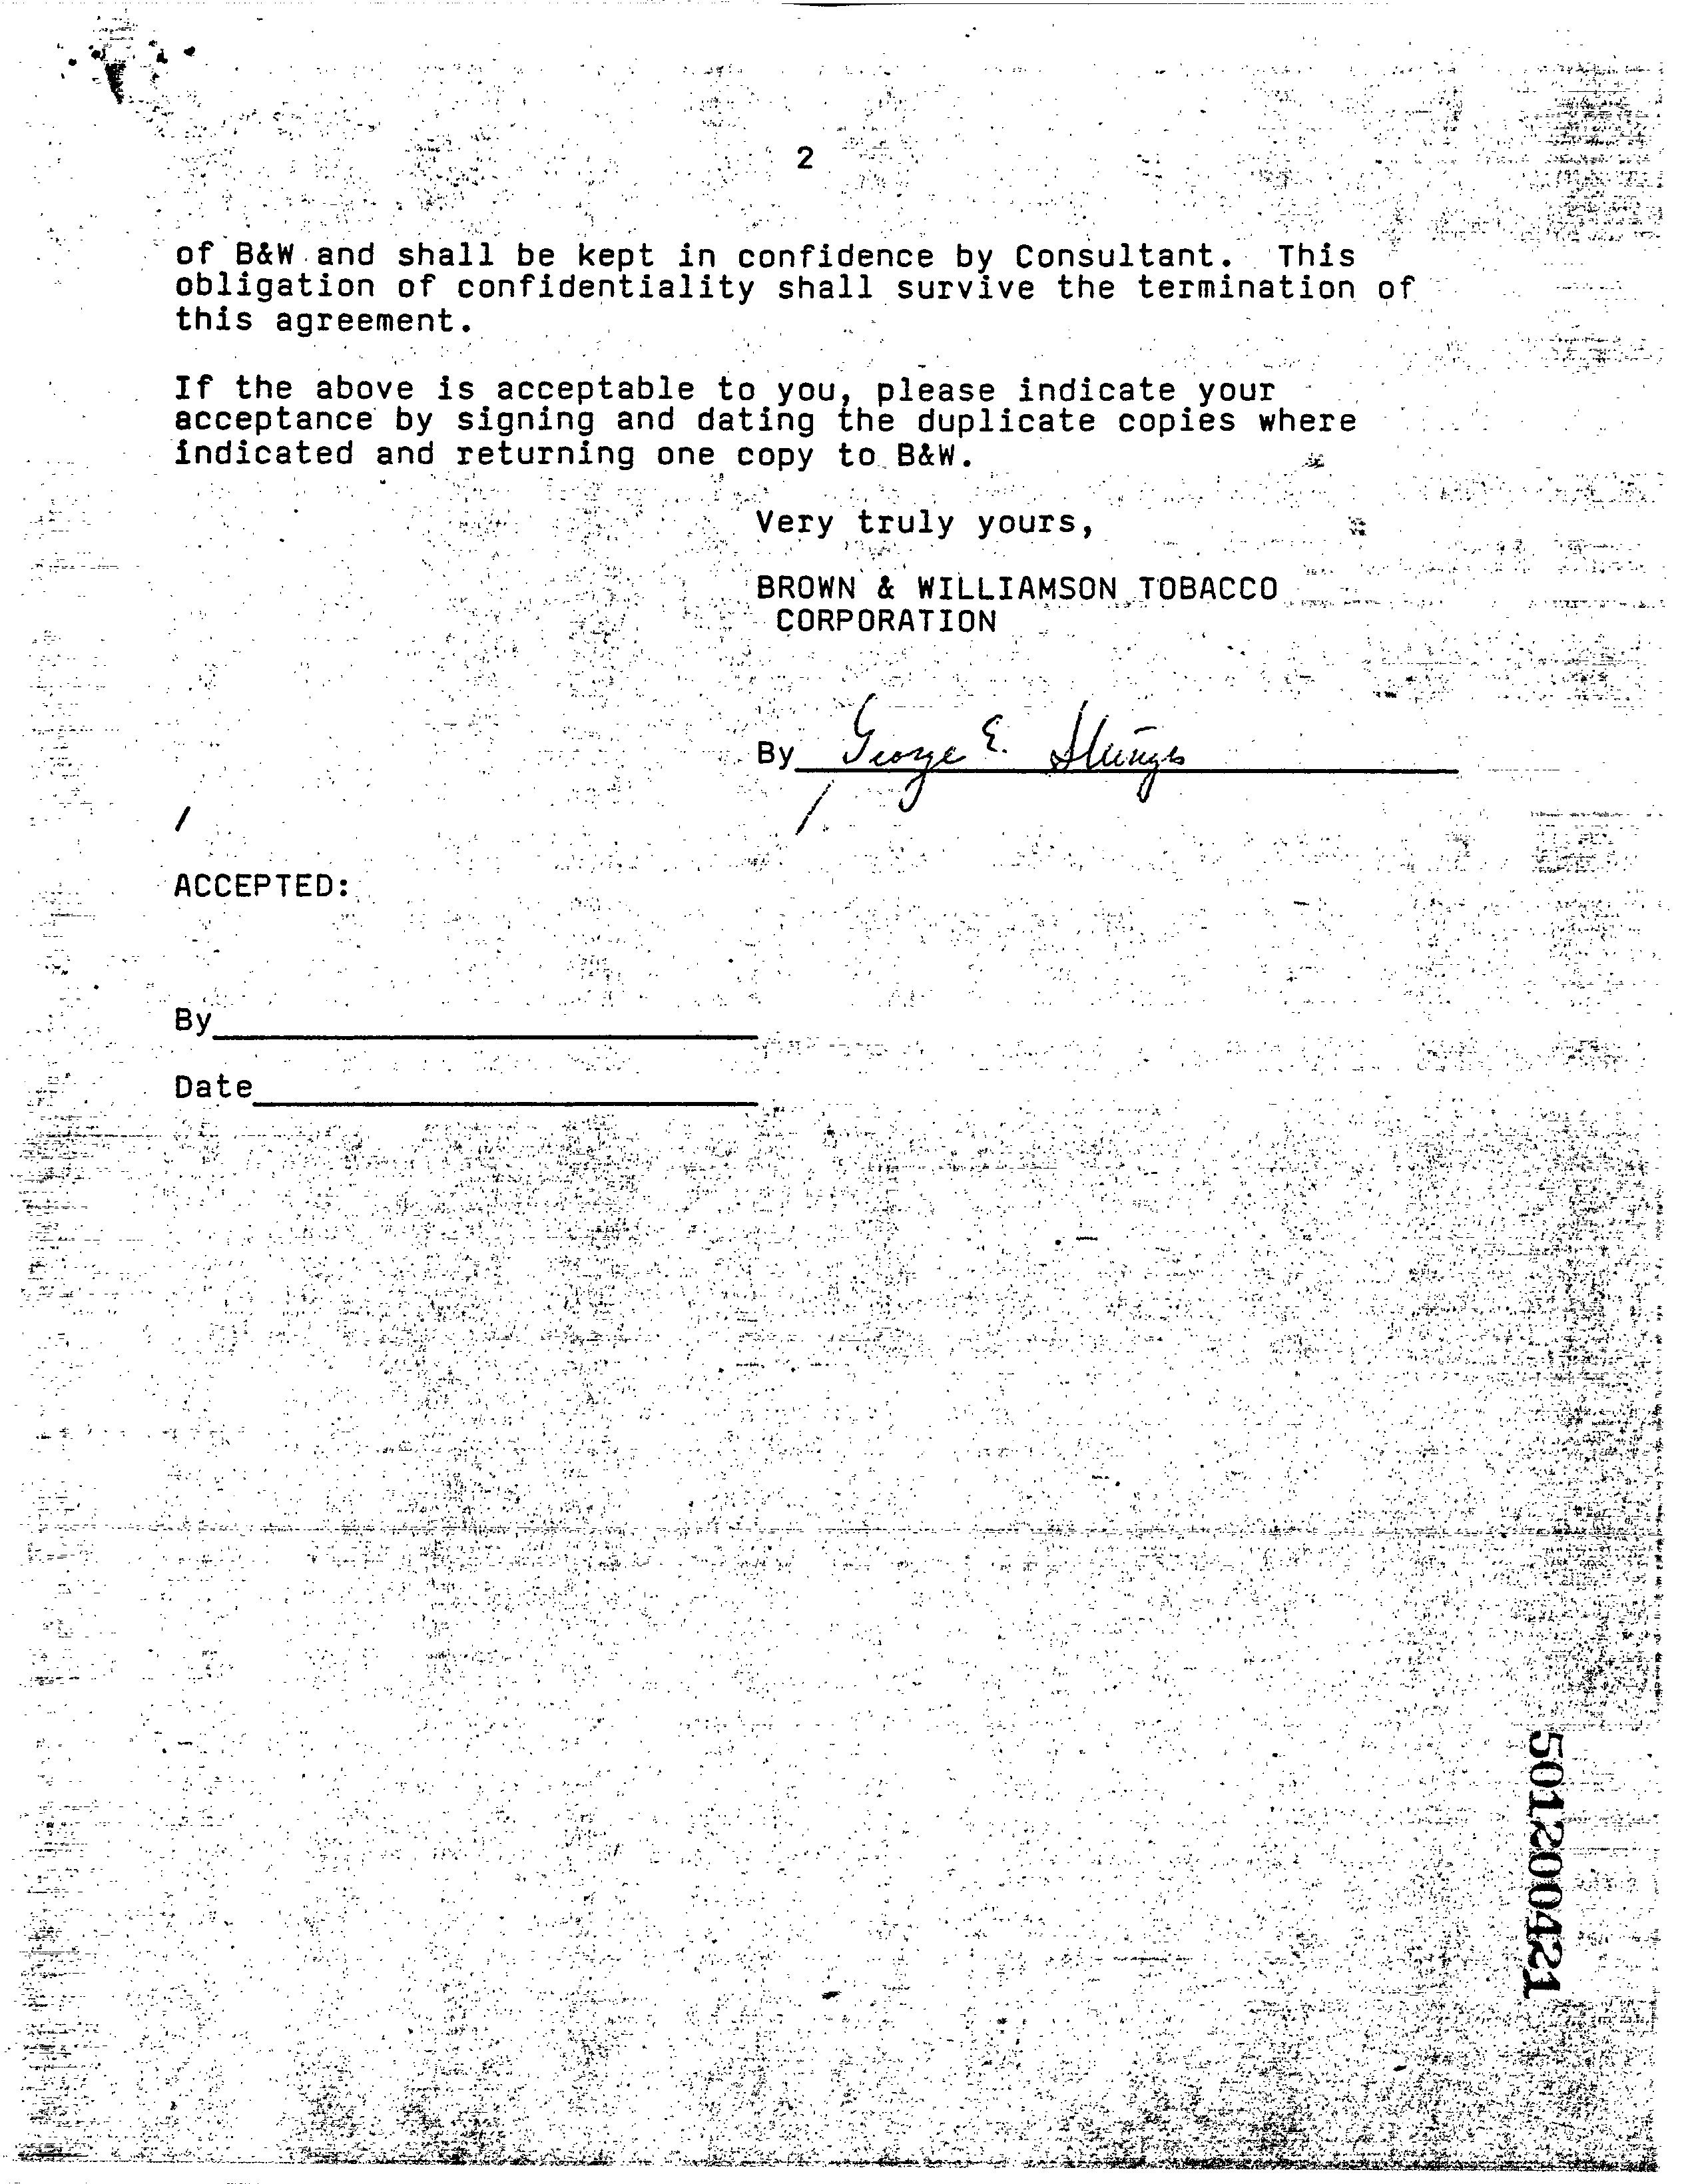 2
of B&W and shall be kept in confidence by Consultant. This
obligation of confidentiality shall survive the termination of
this agreement.
If the above is acceptable to you, please indicate your
acceptance by signing and dating the duplicate copies where
indicated and returning one copy to B&W.
Very truly yours,
BROWN & WILLIAMSON TOBACCO
CORPORATION
By George E.
ACCEPTED:
By
Date
501200421